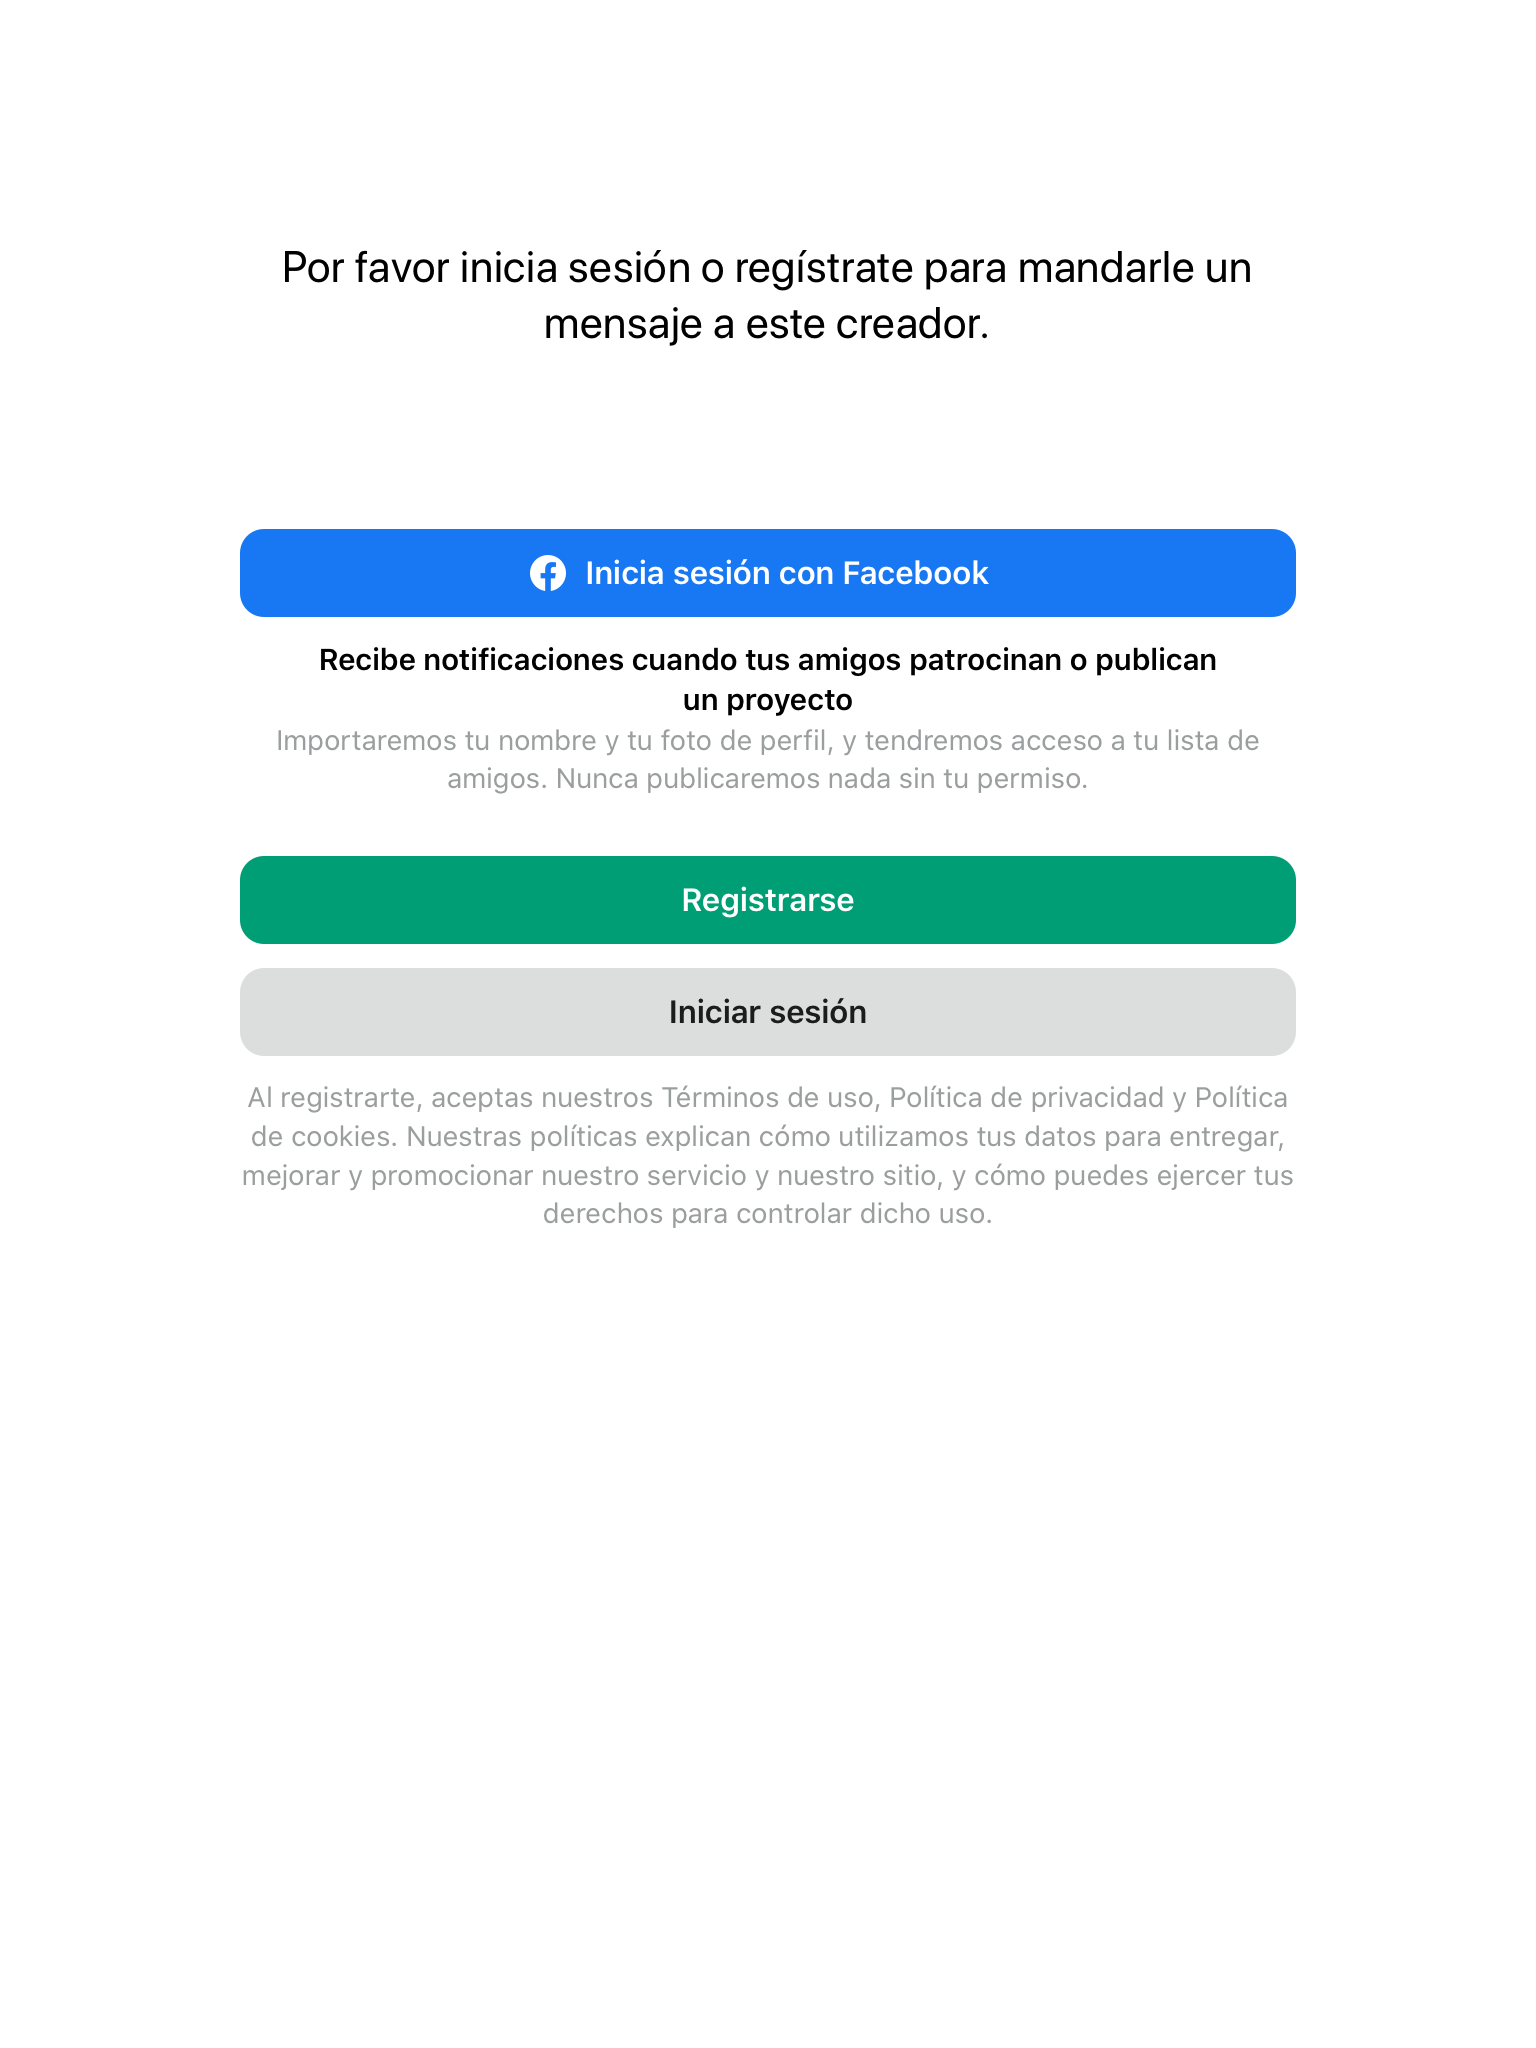 Por favor inicia sesión o regístrate para mandarle un
mensaje a este creador.
Inicia sesión con Facebook
Recibe notificaciones cuando tus amigos patrocinan o publican
un proyecto
Importaremos tu nombre y tu foto de perfil, y tendremos acceso a tu lista de
amigos. Nunca publicaremos nada sin tu permiso.
Registrarse
Iniciar sesión
Al registrarte, aceptas nuestros Términos de uso, Política de privacidad y Política
de cookies. Nuestras políticas explican cómo utilizamos tus datos para entregar,
mejorar y promocionar nuestro servicio y nuestro sitio, y cómo puedes ejercer tus
derechos para controlar dicho uso.